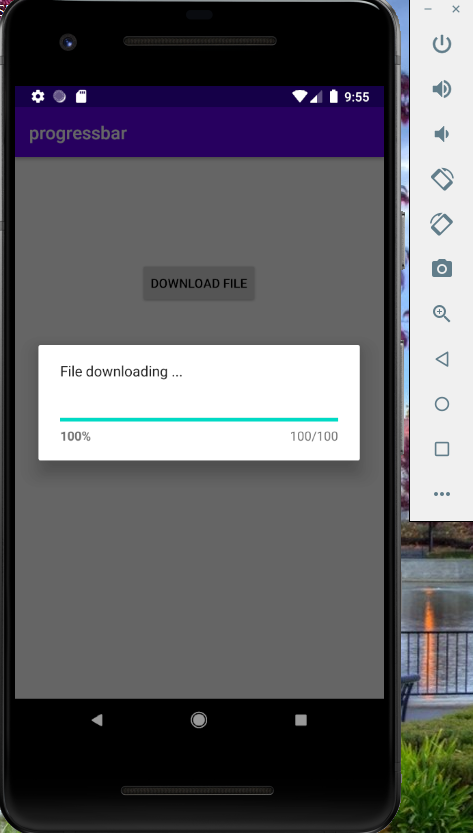 9:55
progressbar
DOWNLOAD FILE
File downloading ...
100% 100/100